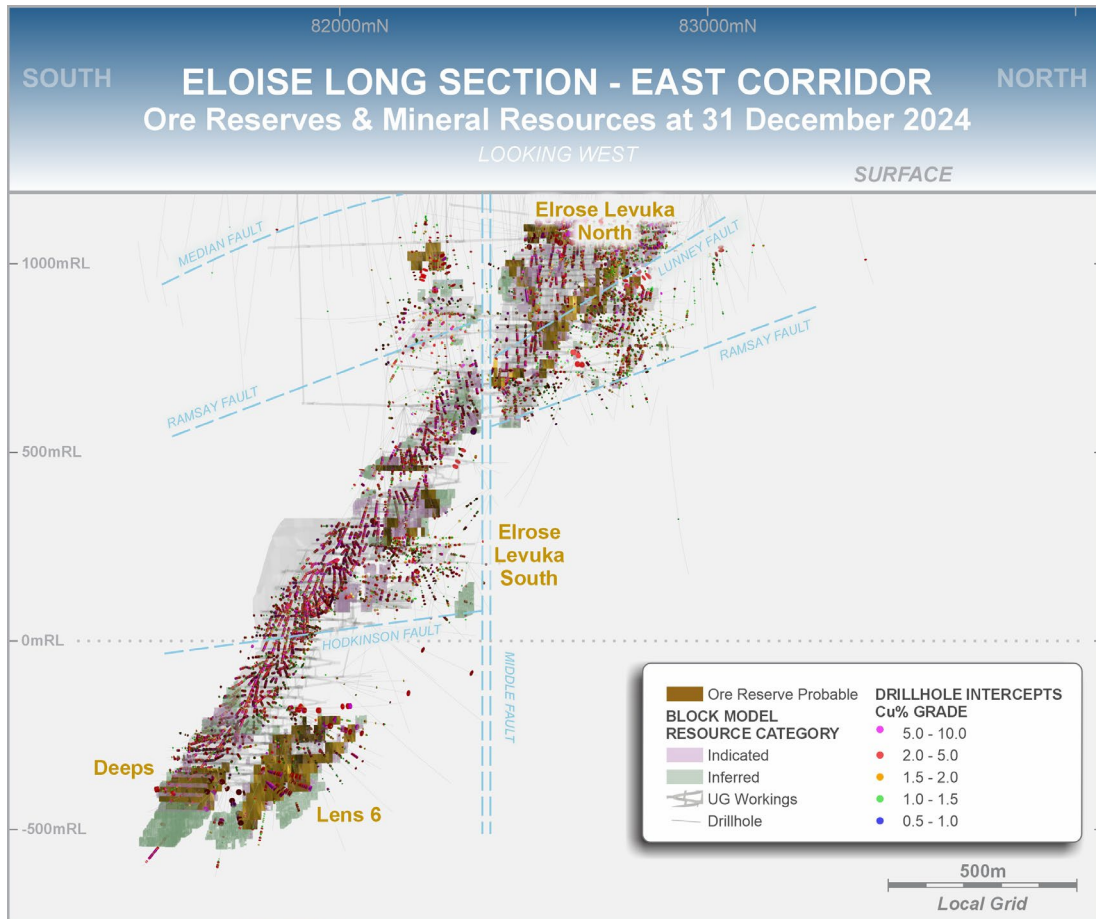 82000mN
83000mN
SOUTH
ELOISE LONG SECTION - EAST CORRIDOR
NORTH
Ore Reserves & Mineral Resources at 31 December 2024
LOOKING WEST
SURFACE
Elrose Levuka
North
MEDIAN FAULT
LUNNEY FAULT
1000mRL
RAMSAY FAULT
RAMSAY FAULT
500mRL
Elrose
Levuka
South
0mRL
HODKINSON FAULT
MIDDLE FAULT
Deeps
Lens 6
-500mRL
Ore Reserve Probable
BLOCK MODEL
RESOURCE CATEGORY
Indicated
Inferred
UG Workings
Drillhole
DRILLHOLE INTERCEPTS
Cu% GRADE
5.0 - 10.0
2.0 - 5.0
1.5 - 2.0
1.0 - 1.5
0.5 - 1.0
500m
Local Grid